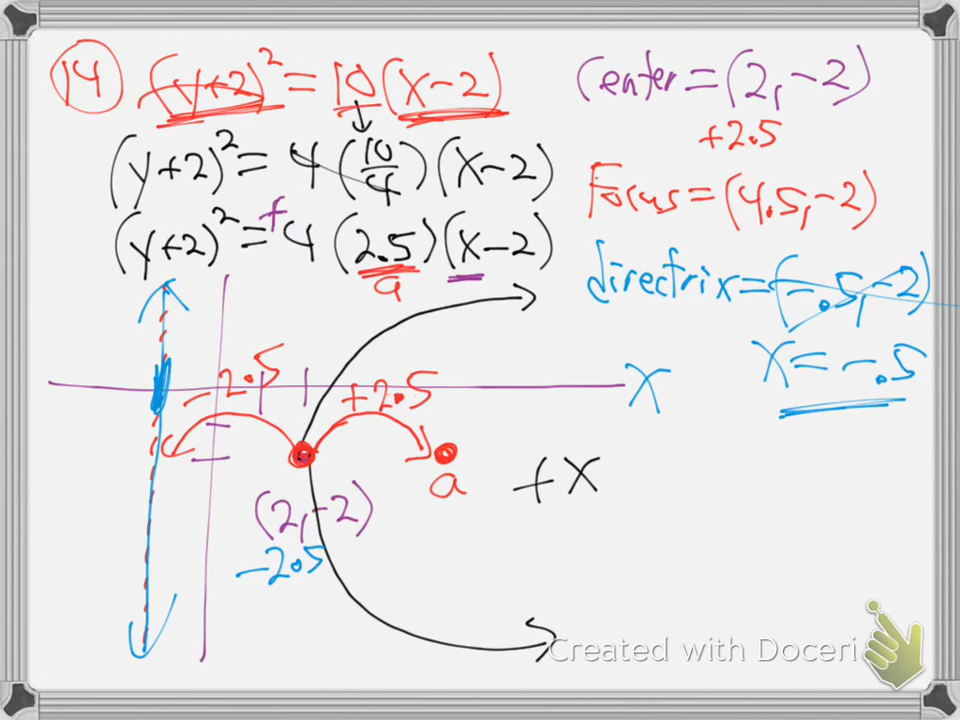 14 (y+2)² = 10(x-2)
(y+2)² = 4(10/4)(x-2)
+
(y+2)² = 4(2.5)(x-2)
a
center = (2, -2)
+2.5
Focus = (4.5, -2)
directrix = (-.5, -2)
x = -.5
-2.5
+2.5
X
a
+X
(2, -2)
-2.5
Created with Doceri